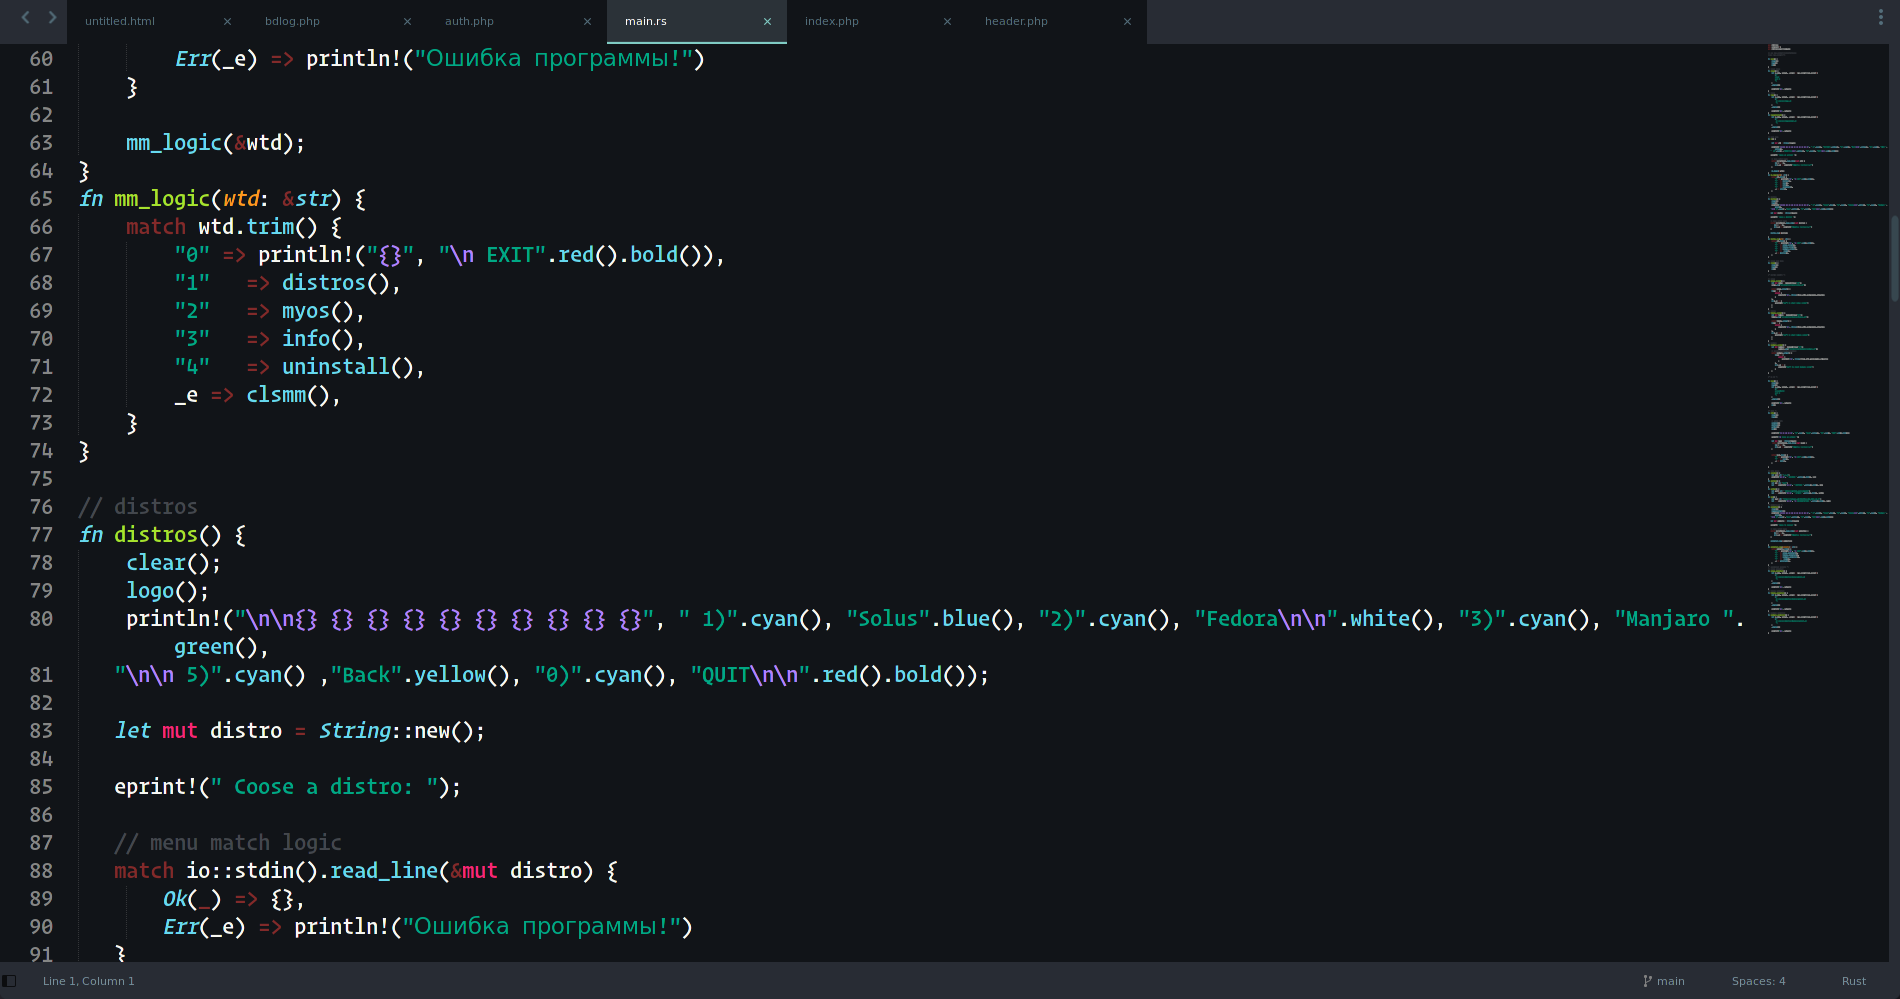 untitled.html × bdlog.php × auth.php × main.rs × index.php × header.php ×
60 Err(_e) => println!("Ошибка программы!")
61 }
62
63 mm_logic(&wtd);
64 }
65 fn mm_logic(wtd: &str) {
66 match wtd.trim() {
67 "0" => println!("{}", "\n EXIT".red().bold()),
68 "1" => distros(),
69 "2" => myos(),
70 "3" => info(),
71 "4" => uninstall(),
72 _e => clsmm(),
73 }
74 }
75
76 // distros
77 fn distros() {
78 clear();
79 logo();
80 println!("\n\n{} {} {} {} {} {} {} {} {} {}", " 1)".cyan(), "Solus".blue(), "2)".cyan(), "Fedora\n\n".white(), "3)".cyan(), "Manjaro ".
green(),
81 "\n\n 5)".cyan() ,"Back".yellow(), "0)".cyan(), "QUIT\n\n".red().bold());
82
83 let mut distro = String::new();
84
85 eprint!(" Coose a distro: ");
86
87 // menu match logic
88 match io::stdin().read_line(&mut distro) {
89 Ok(_) => {},
90 Err(_e) => println!("Ошибка программы!")
91 }
Line 1, Column 1 main Spaces: 4 Rust